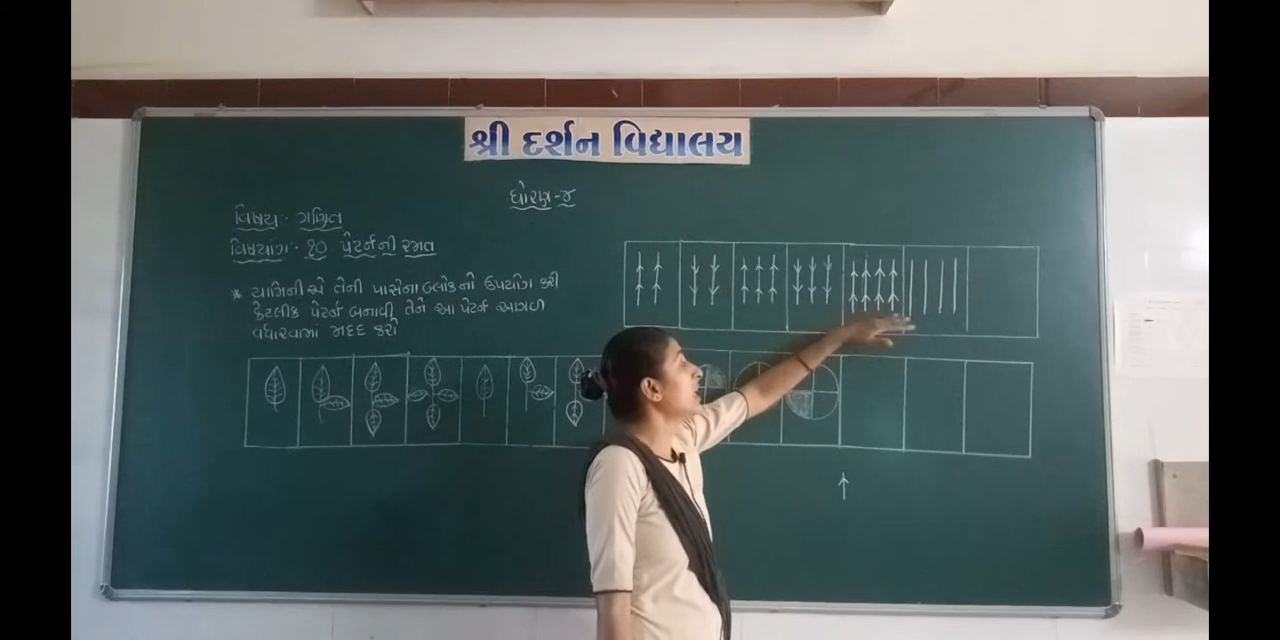 શ્રી દર્શન વિદ્યાલય
ધોરણ-૪
વિષય:- ગણિત
વિષયાંગ:- ૧૦ પેટર્નની રમત
* યામિનીએ તેની પાસેના બ્લોકનો ઉપયોગ કરી
કેટલીક પેટર્ન બનાવી તેને આ પેટર્ન આગળ
વધારવામાં મદદ કરો